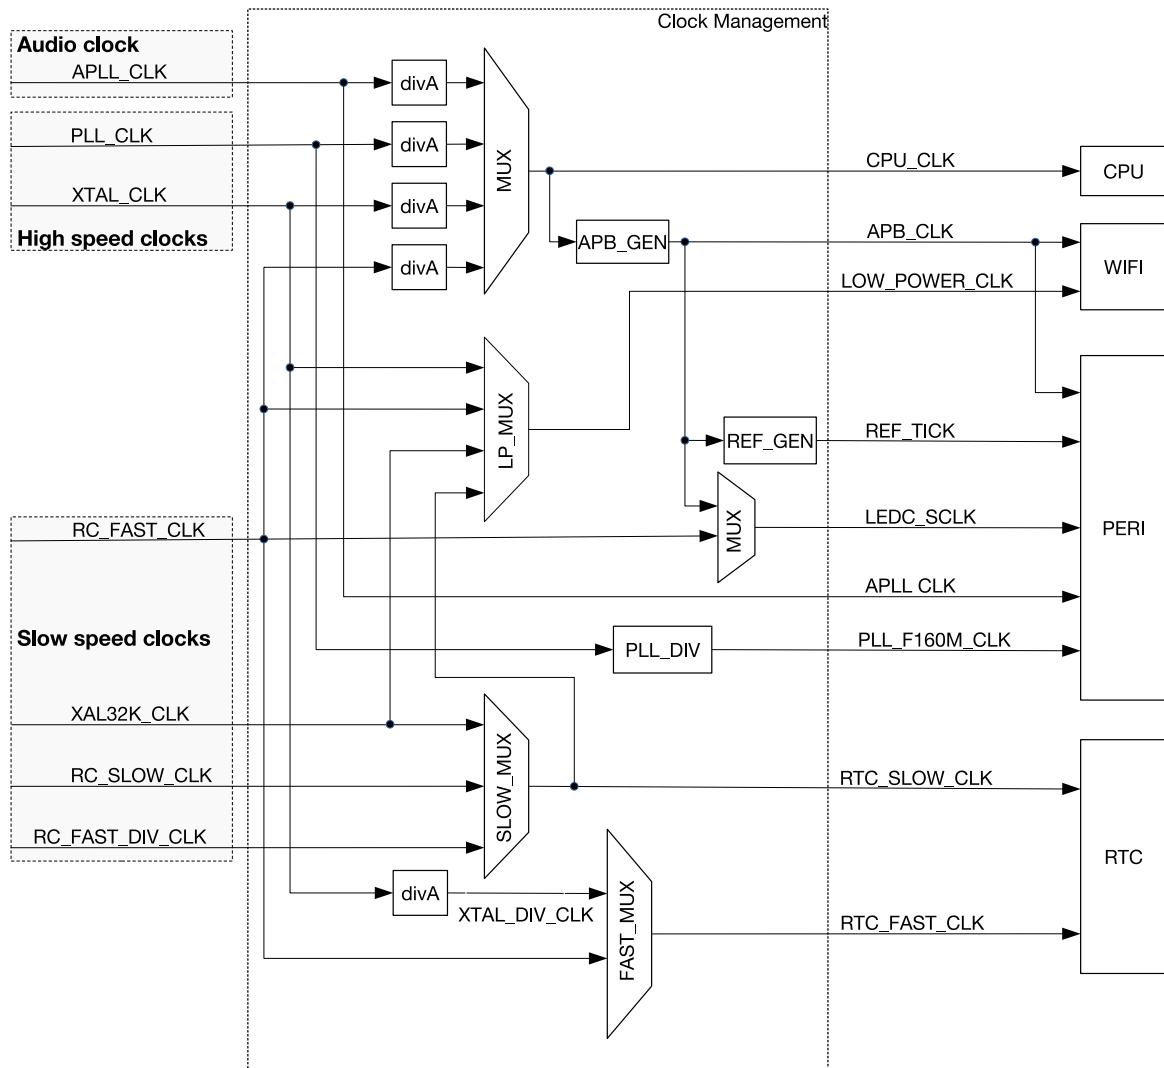 Clock Management
Audio clock
APLL_CLK
divA
PLL_CLK
divA
MUX
CPU_CLK
CPU
XTAL_CLK
divA
High speed clocks
APB_GEN
APB_CLK
divA
LOW_POWER_CLK
WIFI
LP_MUX
REF_GEN
REF_TICK
RC_FAST_CLK
MUX
LEDC_SCLK
PERI
APLL CLK
Slow speed clocks
PLL_DIV
PLL_F160M_CLK
XAL32K_CLK
RC_SLOW_CLK
SLOW_MUX
RTC_SLOW_CLK
RC_FAST_DIV_CLK
RTC
divA
XTAL_DIV_CLK
FAST_MUX
RTC_FAST_CLK